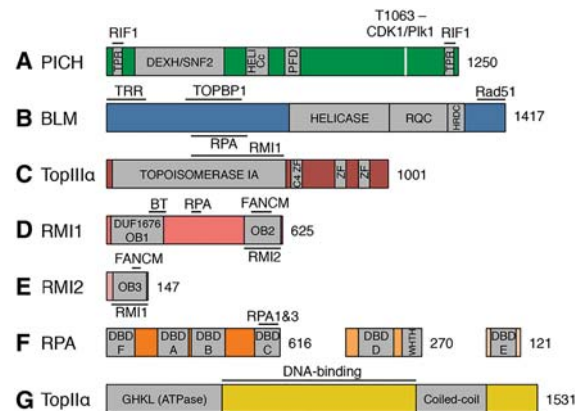 T1063 –
RIF1 CDK1/Plk1 RIF1
A PICH TPR DEXH/SNF2 HELI Cc PFD TPR 1250
TRR TOPBP1 Rad51
B BLM HELICASE RQC HRDC 1417
RPA
RMI1
C TopIIIα TOPOISOMERASE IA C4 ZF ZF ZF 1001
BT RPA FANCM
D RMI1 DUF1676 OB1 OB2 625
RMI2
FANCM
E RMI2 OB3 147
RMI1
RPA1&3
F RPA DBD F DBD A DBD B DBD C 616 DBD D WHTH 270 DBD E 121
DNA-binding
G TopIIα GHKL (ATPase) Coiled-coil 1531